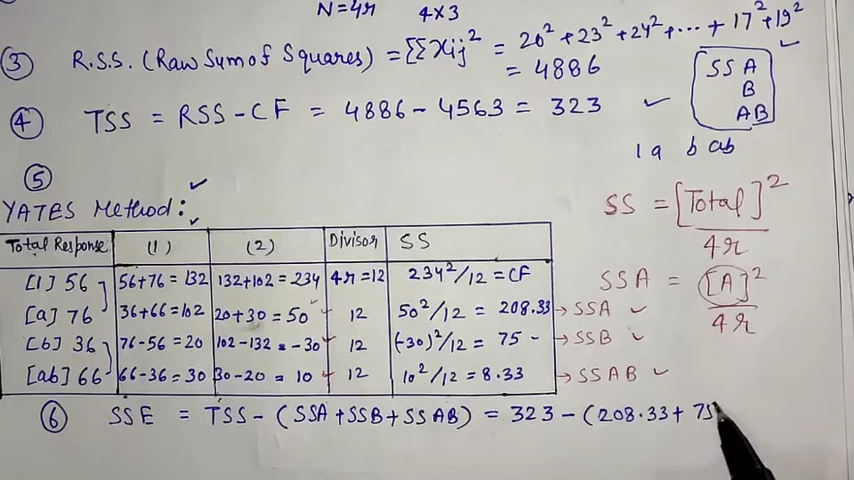 N=4r 4x3
③ R.S.S. (Raw Sum of Squares) = [ΣΣXij² = 20²+23²+24²+...+17²+19²
= 4886
SSA
B
AB
④ TSS = RSS-CF = 4886-4563 = 323
1 a b ab
⑤
YATES Method:
SS = [Total]²/4r
Total Response (1) (2) Divisor SS
[1] 56 56+76=132 132+102=234 4r=12 234²/12=CF
SSA = [A]²/4r
[a] 76 36+66=102 20+30=50 12 50²/12=208.33 → SSA
[b] 36 76-56=20 102-132=-30 12 (-30)²/12=75 - → SSB
[ab] 66 66-36=30 30-20=10 12 10²/12=8.33 → SSAB
⑥ SSE = TSS-(SSA+SSB+SSAB) = 323-(208.33+75